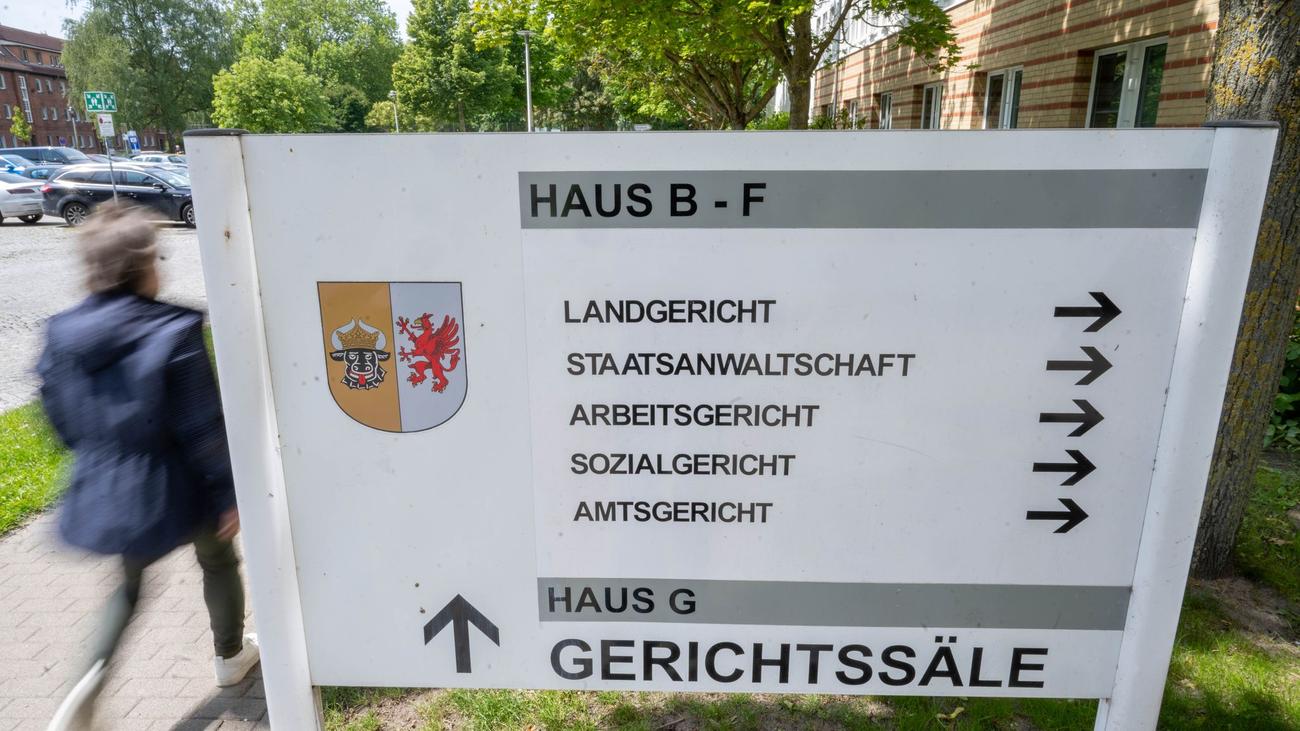 HAUS B - F
LANDGERICHT
STAATSANWALTSCHAFT
ARBEITSGERICHT
SOZIALGERICHT
AMTSGERICHT
HAUS G
GERICHTSSÄLE